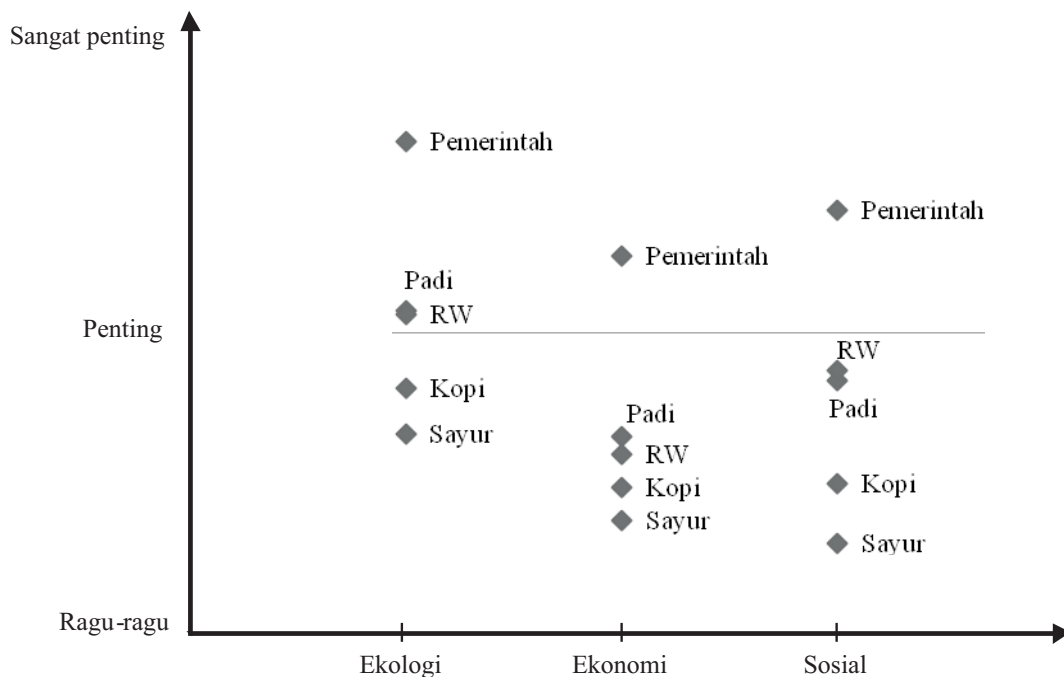 Sangat penting
Pemerintah
Pemerintah
Pemerintah
Padi
RW
Penting
RW
Kopi
Padi
Padi
Sayur
RW
Kopi
Kopi
Sayur
Sayur
Ragu-ragu
Ekologi
Ekonomi
Sosial